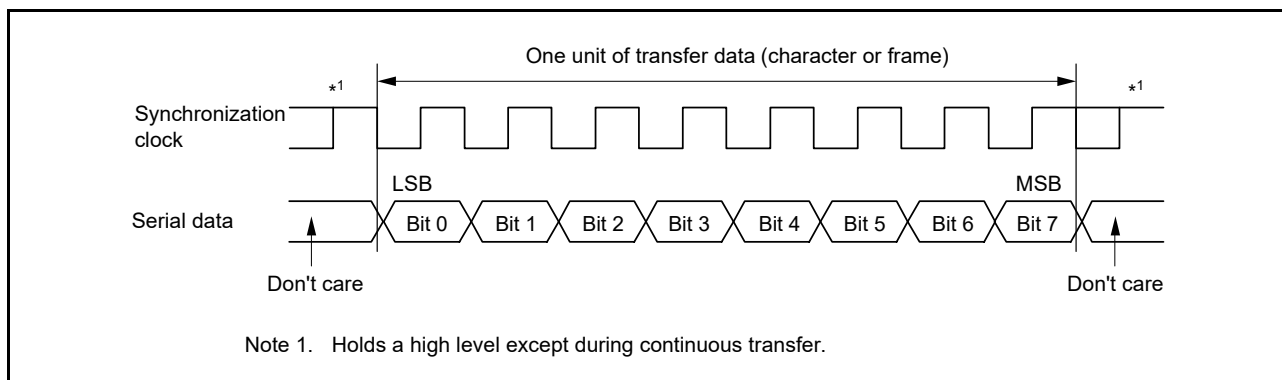 One unit of transfer data (character or frame)
*1 *1
Synchronization
clock
LSB MSB
Serial data Bit 0 Bit 1 Bit 2 Bit 3 Bit 4 Bit 5 Bit 6 Bit 7
Don't care Don't care
Note 1. Holds a high level except during continuous transfer.